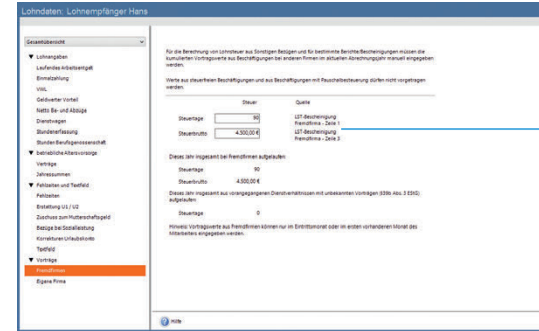 Lohndaten: Lohnempfänger Hans
Gesamtübersicht
Lohnangaben
Laufendes Arbeitsentgelt
Einmalzahlung
VWL
Geldwerter Vorteil
Netto Be- und Abzüge
Dienstwagen
Stundenerfassung
Stunden Berufsgenossenschaft
betriebliche Altersvorsorge
Verträge
Jahressummen
Fehlzeiten und Textfeld
Fehlzeiten
Erstattung U1 / U2
Zuschuss zum Mutterschaftsgeld
Bezüge bei Sozialleistung
Korrekturen Urlaubskonto
Textfeld
Vorträge
Fremdfirmen
Eigene Firma
Für die Berechnung von Lohnsteuer aus Sonstigen Bezügen und für bestimmte Berichte/Bescheinigungen müssen die
kumulierten Vortragswerte aus Beschäftigungen bei anderen Firmen im aktuellen Abrechnungsjahr manuell eingegeben
werden.
Werte aus steuerfreien Beschäftigungen und aus Beschäftigungen mit Pauschalbesteuerung dürfen nicht vorgetragen
werden.
Steuer Quelle
Steuertage 90 LST-Bescheinigung
Fremdfirma - Zeile 1
Steuerbrutto 4.500,00 € LST-Bescheinigung
Fremdfirma - Zeile 3
Dieses Jahr insgesamt bei Fremdfirmen aufgelaufen:
Steuertage 90
Steuerbrutto 4.500,00 €
Dieses Jahr insgesamt aus vorangegangenen Dienstverhältnissen mit unbekannten Vorträgen (§39b Abs. 3 EStG)
aufgelaufen:
Steuertage 0
Hinweis: Vortragswerte aus Fremdfirmen können nur im Eintrittsmonat oder im ersten vorhandenen Monat des
Mitarbeiters eingegeben werden.
Hilfe